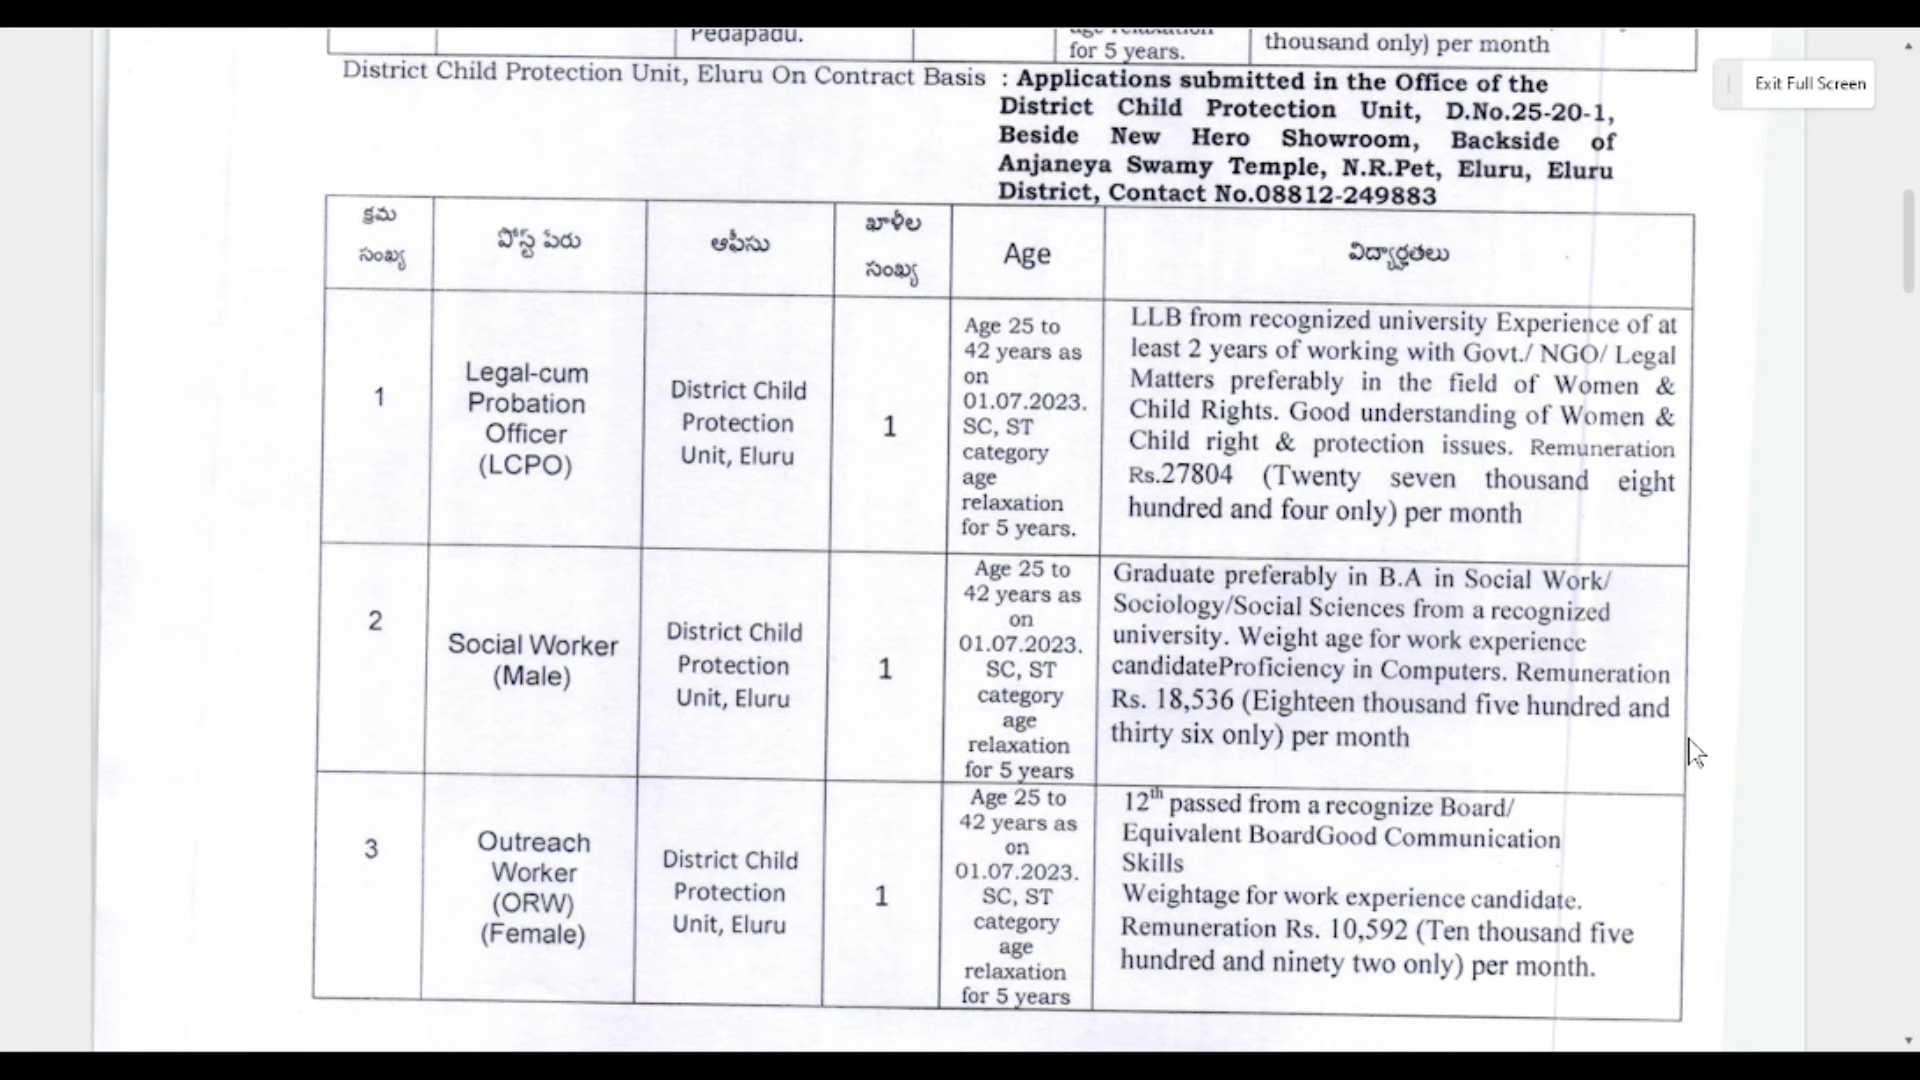 Pedapadu.
for 5 years.
thousand only) per month
Exit Full Screen
District Child Protection Unit, Eluru On Contract Basis : Applications submitted in the Office of the
District Child Protection Unit, D.No.25-20-1,
Beside New Hero Showroom, Backside of
Anjaneya Swamy Temple, N.R.Pet, Eluru, Eluru
District, Contact No.08812-249883
క్రమ
సంఖ్య
పోస్ట్ పేరు
ఆఫీసు
ఖాళీల
సంఖ్య
Age
విద్యార్హతలు
1
Legal-cum
Probation
Officer
(LCPO)
District Child
Protection
Unit, Eluru
1
Age 25 to
42 years as
on
01.07.2023.
SC, ST
category
age
relaxation
for 5 years.
LLB from recognized university Experience of at
least 2 years of working with Govt./ NGO/ Legal
Matters preferably in the field of Women &
Child Rights. Good understanding of Women &
Child right & protection issues. Remuneration
Rs.27804 (Twenty seven thousand eight
hundred and four only) per month
2
Social Worker
(Male)
District Child
Protection
Unit, Eluru
1
Age 25 to
42 years as
on
01.07.2023.
SC, ST
category
age
relaxation
for 5 years
Graduate preferably in B.A in Social Work/
Sociology/Social Sciences from a recognized
university. Weight age for work experience
candidateProficiency in Computers. Remuneration
Rs. 18,536 (Eighteen thousand five hundred and
thirty six only) per month
3
Outreach
Worker
(ORW)
(Female)
District Child
Protection
Unit, Eluru
1
Age 25 to
42 years as
on
01.07.2023.
SC, ST
category
age
relaxation
for 5 years
12th passed from a recognize Board/
Equivalent BoardGood Communication
Skills
Weightage for work experience candidate.
Remuneration Rs. 10,592 (Ten thousand five
hundred and ninety two only) per month.